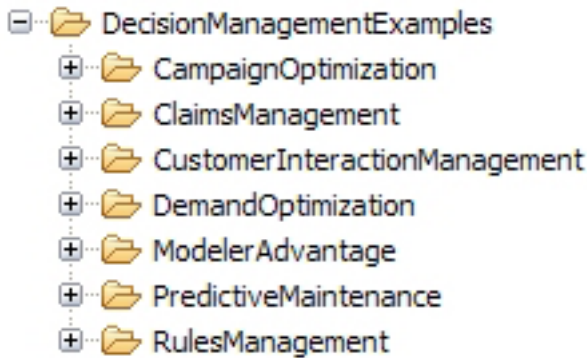 DecisionManagementExamples
CampaignOptimization
ClaimsManagement
CustomerInteractionManagement
DemandOptimization
ModelerAdvantage
PredictiveMaintenance
RulesManagement